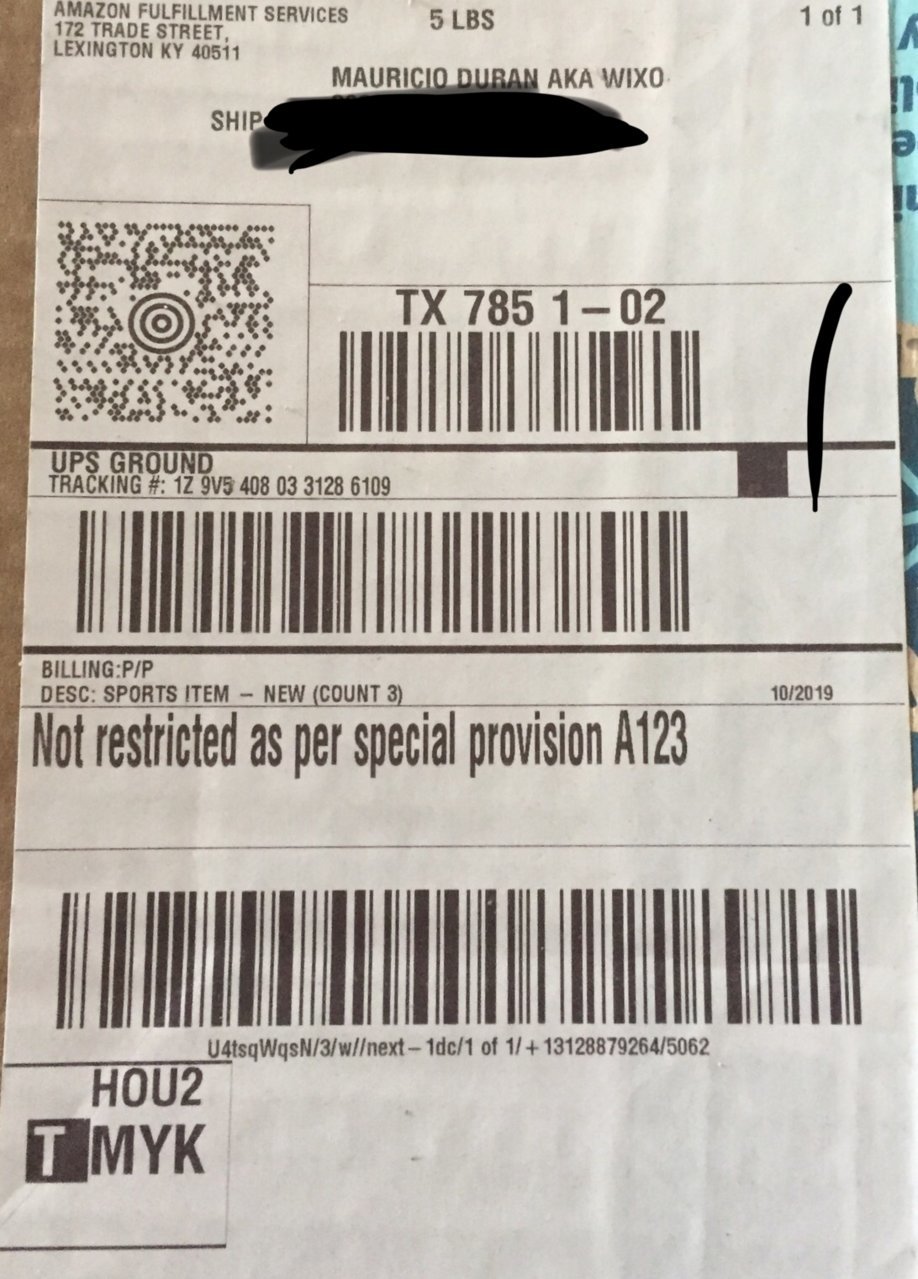 AMAZON FULFILLMENT SERVICES
172 TRADE STREET,
LEXINGTON KY 40511
5 LBS
1 of 1
MAURICIO DURAN AKA WIXO
SHIP
TX 785 1-02
UPS GROUND
TRACKING #: 1Z 9V5 408 03 3128 6109
BILLING:P/P
DESC: SPORTS ITEM - NEW (COUNT 3)
10/2019
Not restricted as per special provision A123
U4tsqWqsN/3/w//next-1dc/1 of 1/+13128879264/5062
HOU2
T MYK